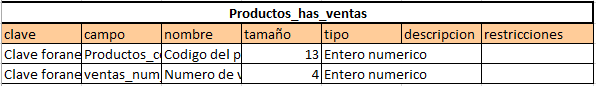 Productos_has_ventas
clave campo nombre tamaño tipo descripcion restricciones
Clave forane Productos_co Codigo del p 13 Entero numerico
Clave forane ventas_num Numero de v 4 Entero numerico